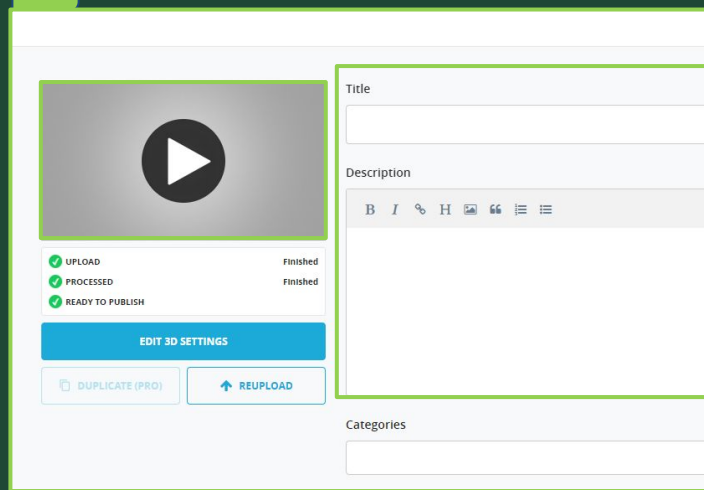 Title
Description
B I H
UPLOAD Finished
PROCESSED Finished
READY TO PUBLISH
EDIT 3D SETTINGS
DUPLICATE (PRO) REUPLOAD
Categories